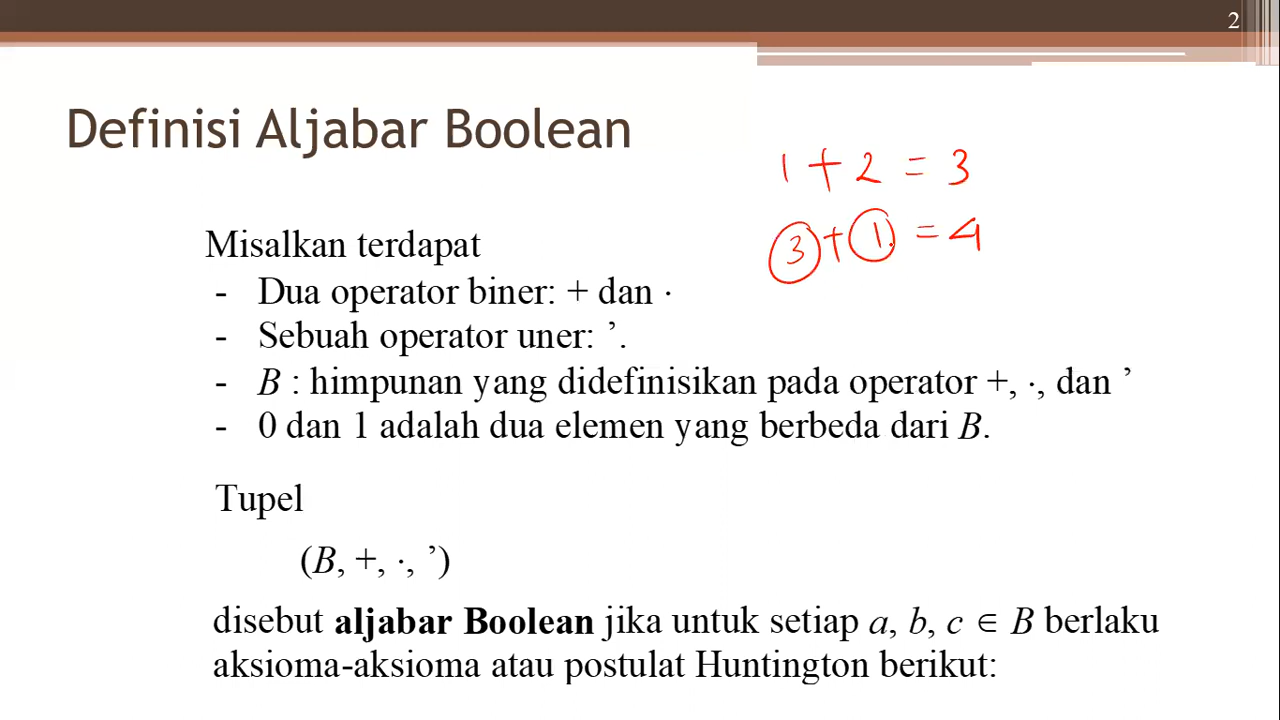 2
Definisi Aljabar Boolean
1 + 2 = 3
3 + 1 = 4
Misalkan terdapat
- Dua operator biner: + dan ·
- Sebuah operator uner: ’.
- B : himpunan yang didefinisikan pada operator +, ·, dan ’
- 0 dan 1 adalah dua elemen yang berbeda dari B.
Tupel
(B, +, ·, ’)
disebut aljabar Boolean jika untuk setiap a, b, c ∈ B berlaku
aksioma-aksioma atau postulat Huntington berikut: